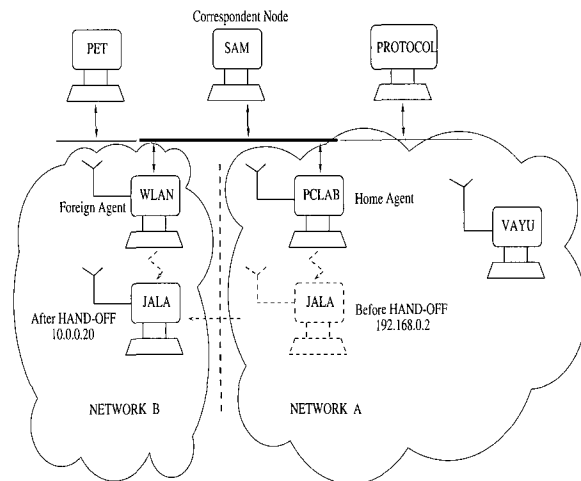 Correspondent Node
PET
SAM
PROTOCOL
WLAN
Foreign Agent
PCLAB
Home Agent
VAYU
JALA
After HAND-OFF
10.0.0.20
JALA
Before HAND-OFF
192.168.0.2
NETWORK B
NETWORK A